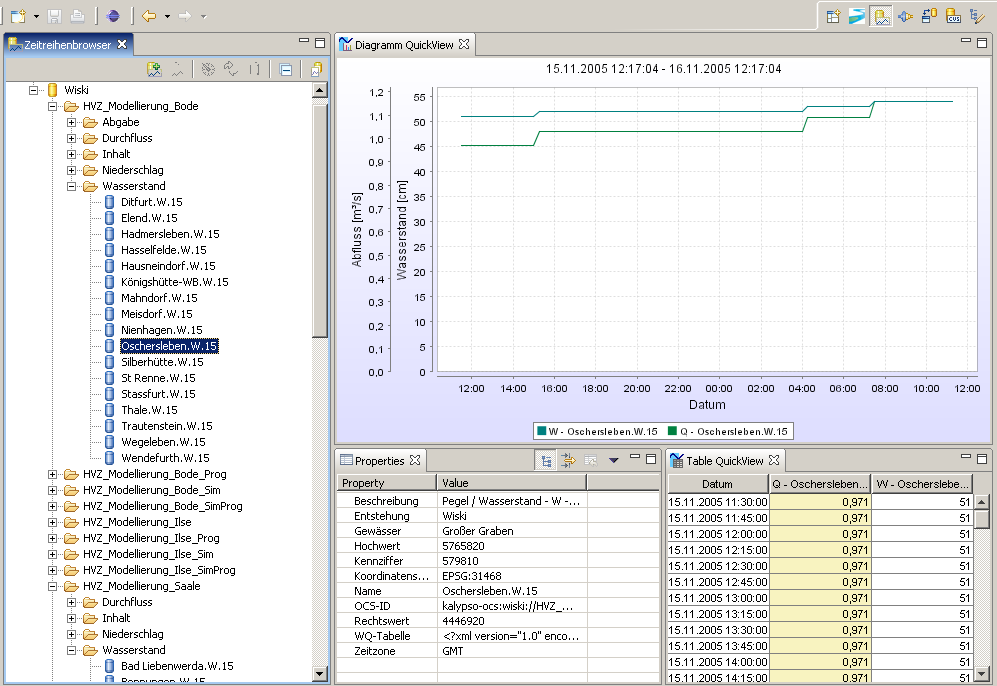 Zeitreihenbrowser
Wiski
HVZ_Modellierung_Bode
Abgabe
Durchfluss
Inhalt
Niederschlag
Wasserstand
Ditfurt.W.15
Elend.W.15
Hadmersleben.W.15
Hasselfelde.W.15
Hausneindorf.W.15
Königshütte-WB.W.15
Mahndorf.W.15
Meisdorf.W.15
Nienhagen.W.15
Oschersleben.W.15
Silberhütte.W.15
St Renne.W.15
Stassfurt.W.15
Thale.W.15
Trautenstein.W.15
Wegeleben.W.15
Wendefurth.W.15
HVZ_Modellierung_Bode_Prog
HVZ_Modellierung_Bode_Sim
HVZ_Modellierung_Bode_SimProg
HVZ_Modellierung_Ilse
HVZ_Modellierung_Ilse_Prog
HVZ_Modellierung_Ilse_Sim
HVZ_Modellierung_Ilse_SimProg
HVZ_Modellierung_Saale
Durchfluss
Inhalt
Niederschlag
Wasserstand
Bad Liebenwerda.W.15
Diagramm QuickView
15.11.2005 12:17:04 - 16.11.2005 12:17:04
Abfluss [m³/s]
1,2
1,1
1,0
0,9
0,8
0,7
0,6
0,5
0,4
0,3
0,2
0,1
0,0
Wasserstand [cm]
55
50
45
40
35
30
25
20
15
10
5
0
12:00 14:00 16:00 18:00 20:00 22:00 00:00 02:00 04:00 06:00 08:00 10:00 12:00
Datum
W - Oschersleben.W.15 Q - Oschersleben.W.15
Properties
Property Value
Beschreibung Pegel / Wasserstand - W -...
Entstehung Wiski
Gewässer Großer Graben
Hochwert 5765820
Kennziffer 579810
Koordinatens... EPSG:31468
Name Oschersleben.W.15
OCS-ID kalypso-ocs:wiski://HVZ_...
Rechtswert 4446920
WQ-Tabelle <?xml version="1.0" enco...
Zeitzone GMT
Table QuickView
Datum Q - Oschersleben... W - Oscherslebe...
15.11.2005 11:30:00 0,971 51
15.11.2005 11:45:00 0,971 51
15.11.2005 12:00:00 0,971 51
15.11.2005 12:15:00 0,971 51
15.11.2005 12:30:00 0,971 51
15.11.2005 12:45:00 0,971 51
15.11.2005 13:00:00 0,971 51
15.11.2005 13:15:00 0,971 51
15.11.2005 13:30:00 0,971 51
15.11.2005 13:45:00 0,971 51
15.11.2005 14:00:00 0,971 51
15.11.2005 14:15:00 0,971 51